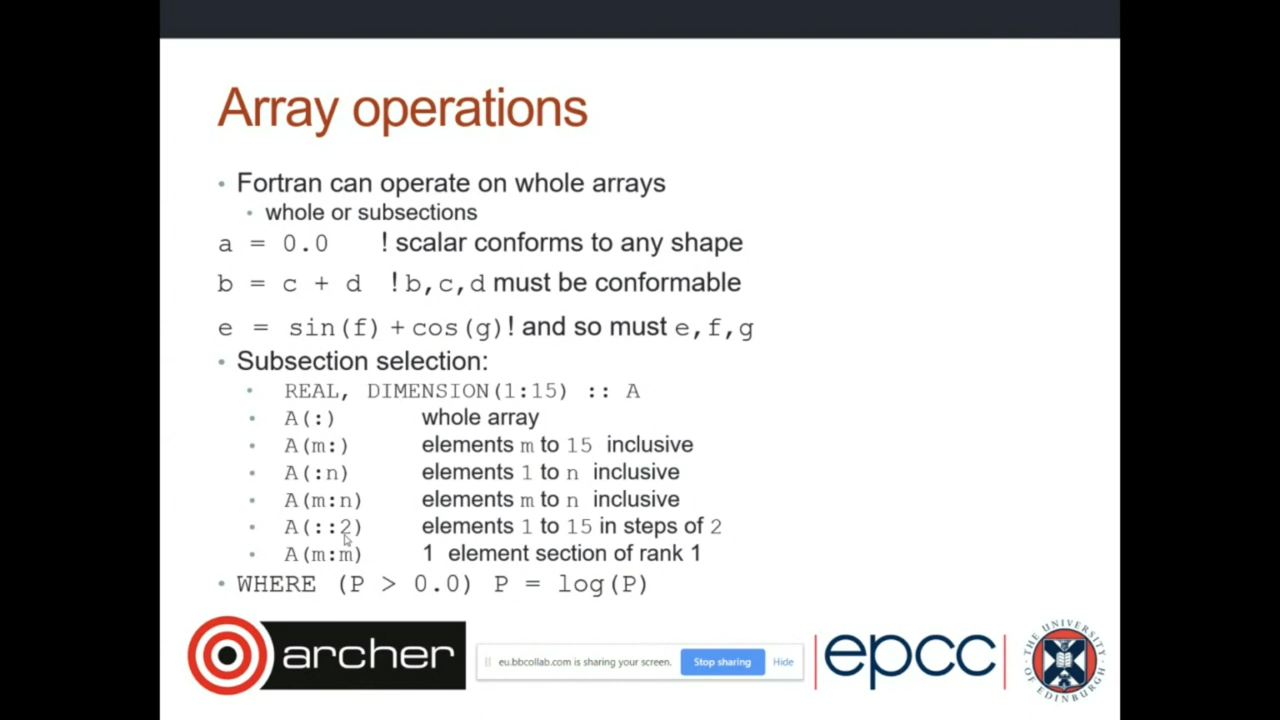 Array operations
• Fortran can operate on whole arrays
• whole or subsections
a = 0.0 ! scalar conforms to any shape
b = c + d ! b,c,d must be conformable
e = sin(f)+cos(g)! and so must e,f,g
• Subsection selection:
• REAL, DIMENSION(1:15) :: A
• A(:) whole array
• A(m:) elements m to 15 inclusive
• A(:n) elements 1 to n inclusive
• A(m:n) elements m to n inclusive
• A(::2) elements 1 to 15 in steps of 2
• A(m:m) 1 element section of rank 1
• WHERE (P > 0.0) P = log(P)
archer
eu.bbcollab.com is sharing your screen. Stop sharing Hide
epcc
THE UNIVERSITY OF EDINBURGH